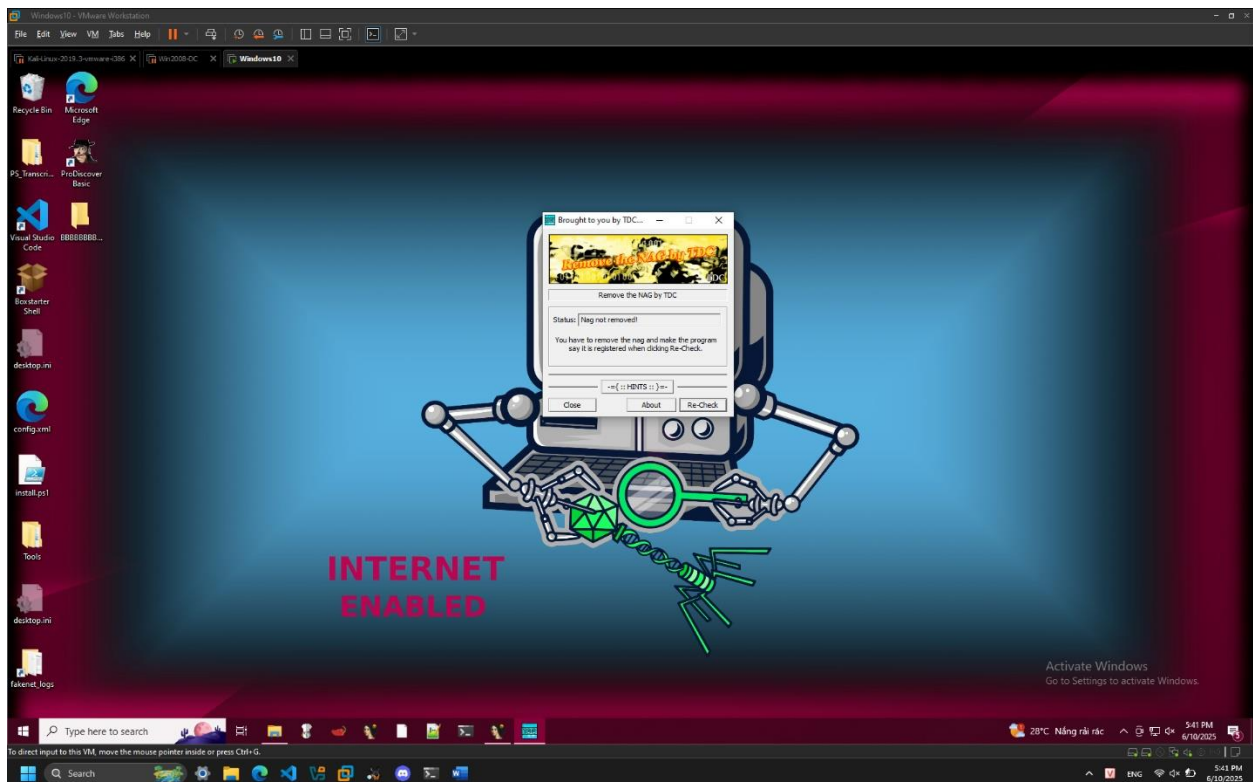 Windows10 - VMware Workstation
File Edit View VM Tabs Help
Kali-Linux-2019.3-vmware-i386 Win2008-DC Windows10
Recycle Bin
Microsoft Edge
PS_Transcri...
ProDiscover Basic
Visual Studio Code
BBBBBBBB...
Boxstarter Shell
desktop.ini
config.xml
install.ps1
Tools
desktop.ini
fakenet_logs
Brought to you by TDC...
Remove the NAG by TDC
Remove the NAG by TDC
Status: Nag not removed!
You have to remove the nag and make the program
say it is registered when clicking Re-Check.
-={ :: HINTS :: }=-
Close About Re-Check
INTERNET
ENABLED
Activate Windows
Go to Settings to activate Windows.
Type here to search
28°C Nắng rải rác
5:41 PM
6/10/2025
To direct input to this VM, move the mouse pointer inside or press Ctrl+G.
Search
ENG
5:41 PM
6/10/2025